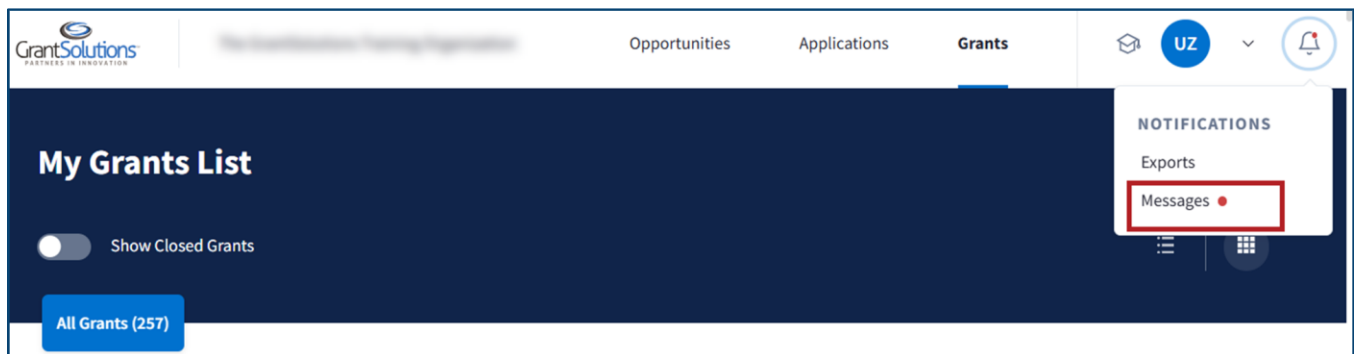 GrantSolutions
PARTNERS IN INNOVATION
Opportunities
Applications
Grants
UZ
NOTIFICATIONS
Exports
Messages
My Grants List
Show Closed Grants
All Grants (257)